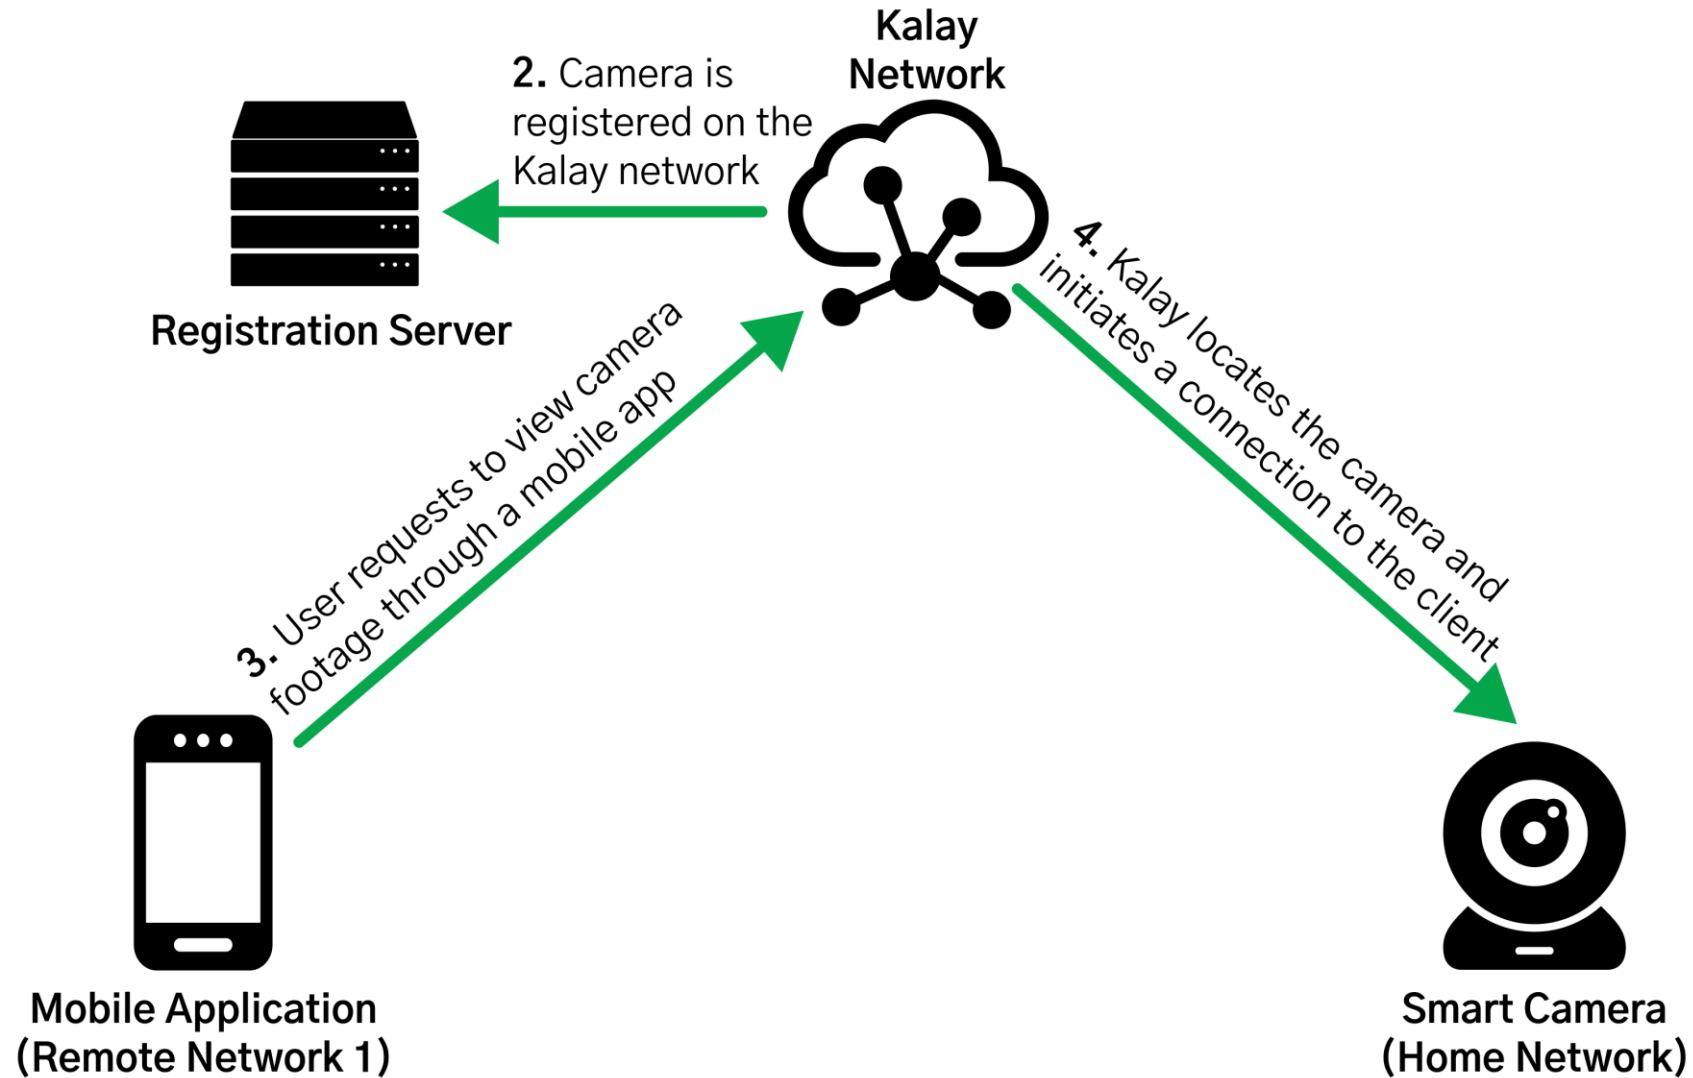 Kalay
Network
2. Camera is
registered on the
Kalay network
Registration Server
3. User requests to view camera
footage through a mobile app
4. Kalay locates the camera and
initiates a connection to the client
Mobile Application
(Remote Network 1)
Smart Camera
(Home Network)